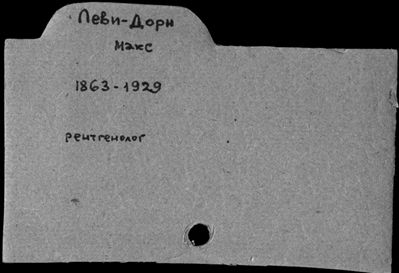 Леви-Дорн
Макс
1863-1929
рентгенолог